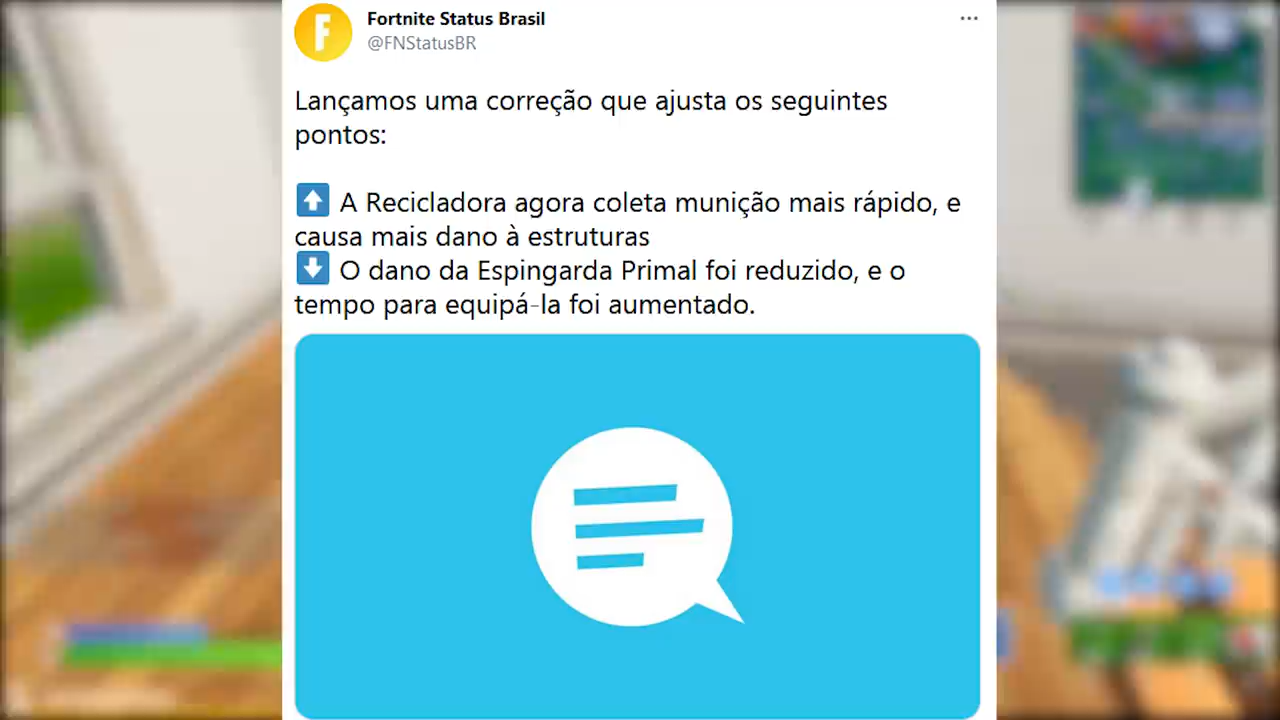 Fortnite Status Brasil
@FNStatusBR
Lançamos uma correção que ajusta os seguintes
pontos:
⬆️ A Recicladora agora coleta munição mais rápido, e
causa mais dano à estruturas
⬇️ O dano da Espingarda Primal foi reduzido, e o
tempo para equipá-la foi aumentado.